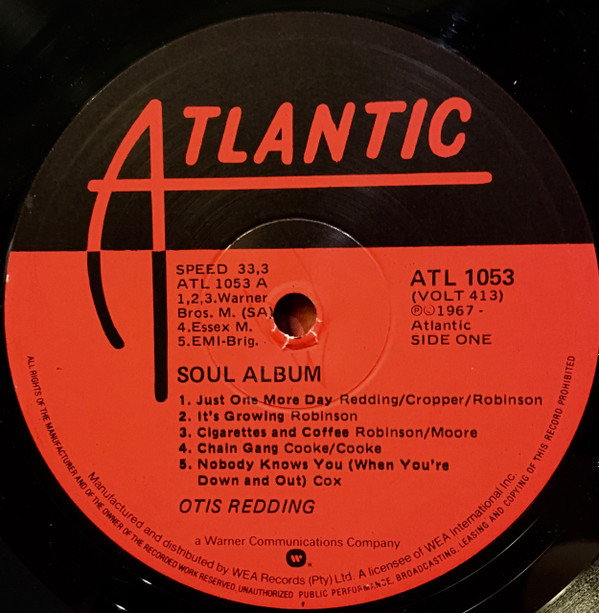 ATLANTIC
SPEED 33,3
ATL 1053 A
1,2,3.Warner
Bros. M. (SA)
4.Essex M.
5.EMI-Brig.
ATL 1053
(VOLT 413)
Ⓟ©1967 -
Atlantic
SIDE ONE
SOUL ALBUM
1. Just One More Day Redding/Cropper/Robinson
2. It's Growing Robinson
3. Cigarettes and Coffee Robinson/Moore
4. Chain Gang Cooke/Cooke
5. Nobody Knows You (When You're
Down and Out) Cox
OTIS REDDING
a Warner Communications Company
Manufactured and distributed by WEA Records (Pty) Ltd. A licensee of WEA International Inc.
ALL RIGHTS OF THE MANUFACTURER AND OF THE OWNER OF THE RECORDED WORK RESERVED. UNAUTHORIZED PUBLIC PERFORMANCE, BROADCASTING, LEASING AND COPYING OF THIS RECORD PROHIBITED